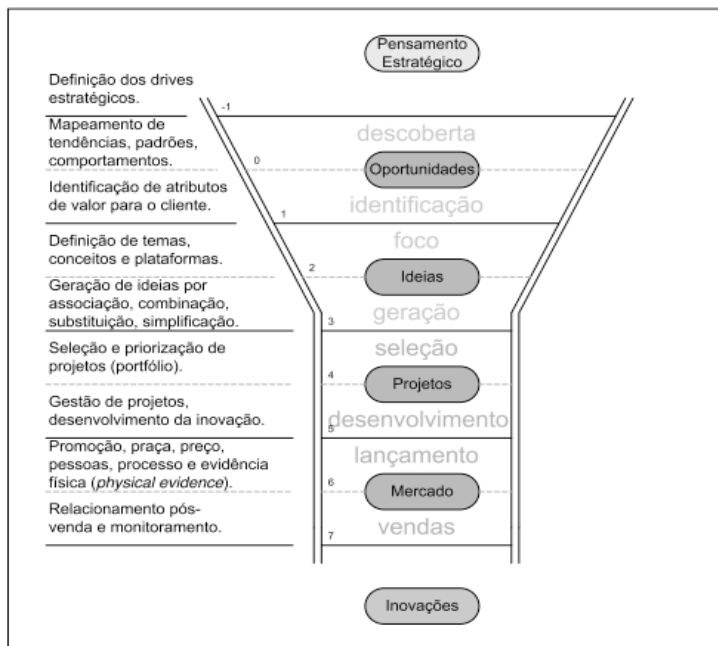 Pensamento
Estratégico
Definição dos drives
estratégicos.
-1
Mapeamento de
tendências, padrões,
comportamentos.
descoberta
0
Oportunidades
Identificação de atributos
de valor para o cliente.
identificação
1
Definição de temas,
conceitos e plataformas.
foco
2
Ideias
Geração de ideias por
associação, combinação,
substituição, simplificação.
geração
3
Seleção e priorização de
projetos (portfólio).
seleção
4
Projetos
Gestão de projetos,
desenvolvimento da inovação.
desenvolvimento
5
Promoção, praça, preço,
pessoas, processo e evidência
física (physical evidence).
lançamento
6
Mercado
Relacionamento pós-
venda e monitoramento.
vendas
7
Inovações